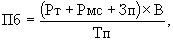 Пб = (Рт + Рмс + Зп) × В / Тп,